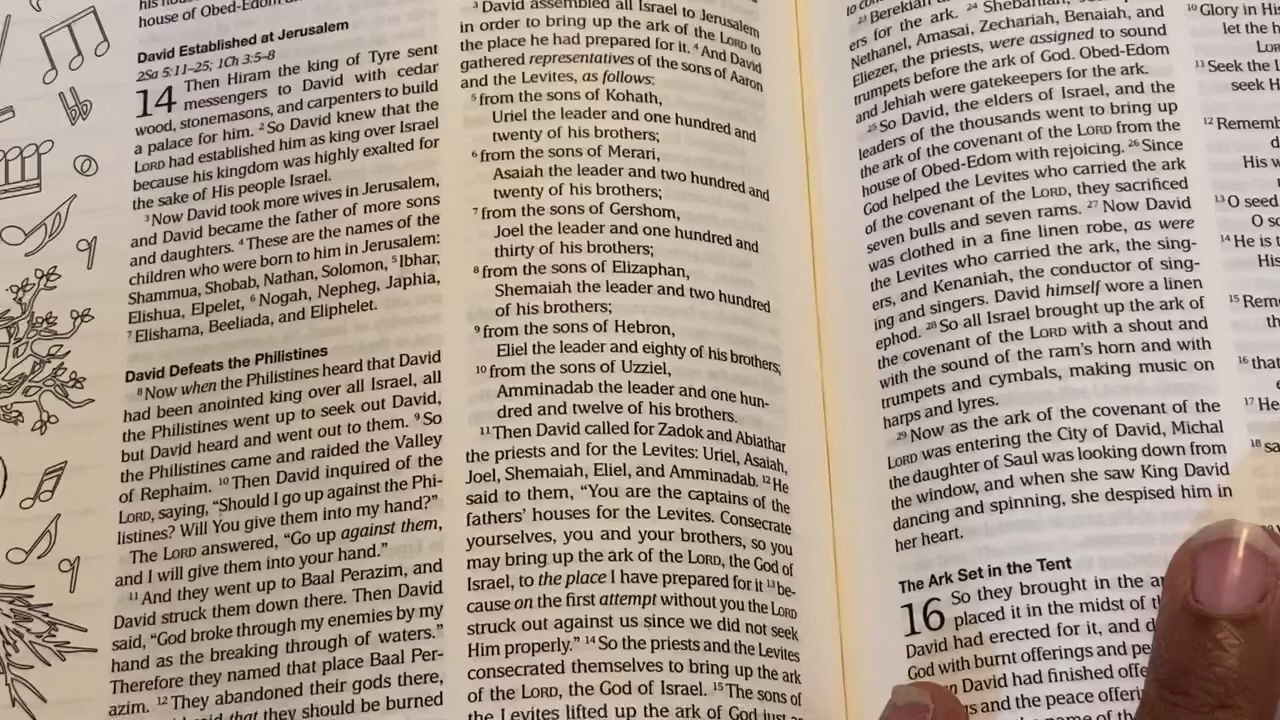 his
house of Obed-Edom
David Established at Jerusalem
2Sa 5:11–25; 1Ch 3:5–8
14 Then Hiram the king of Tyre sent
messengers to David with cedar
wood, stonemasons, and carpenters to build
a palace for him. 2 So David knew that the
LORD had established him as king over Israel
because his kingdom was highly exalted for
the sake of His people Israel.
3 Now David took more wives in Jerusalem,
and David became the father of more sons
and daughters. 4 These are the names of the
children who were born to him in Jerusalem:
Shammua, Shobab, Nathan, Solomon, 5 Ibhar,
Elishua, Elpelet, 6 Nogah, Nepheg, Japhia,
7 Elishama, Beeliada, and Eliphelet.
David Defeats the Philistines
8 Now when the Philistines heard that David
had been anointed king over all Israel, all
the Philistines went up to seek out David,
but David heard and went out to them. 9 So
the Philistines came and raided the Valley
of Rephaim. 10 Then David inquired of the
LORD, saying, “Should I go up against the Phi-
listines? Will You give them into my hand?”
The LORD answered, “Go up against them,
and I will give them into your hand.”
11 And they went up to Baal Perazim, and
David struck them down there. Then David
said, “God broke through my enemies by my
hand as the breaking through of waters.”
Therefore they named that place Baal Per-
azim. 12 They abandoned their gods there,
that they should be burned
3 David assembled all Israel to Jerusalem
in order to bring up the ark of the LORD to
the place he had prepared for it. 4 And David
gathered representatives of the sons of Aaron
and the Levites, as follows:
5 from the sons of Kohath,
Uriel the leader and one hundred and
twenty of his brothers;
6 from the sons of Merari,
Asaiah the leader and two hundred and
twenty of his brothers;
7 from the sons of Gershom,
Joel the leader and one hundred and
thirty of his brothers;
8 from the sons of Elizaphan,
Shemaiah the leader and two hundred
of his brothers;
9 from the sons of Hebron,
Eliel the leader and eighty of his brothers;
10 from the sons of Uzziel,
Amminadab the leader and one hun-
dred and twelve of his brothers.
11 Then David called for Zadok and Abiathar
the priests and for the Levites: Uriel, Asaiah,
Joel, Shemaiah, Eliel, and Amminadab. 12 He
said to them, “You are the captains of the
fathers’ houses for the Levites. Consecrate
yourselves, you and your brothers, so you
may bring up the ark of the LORD, the God of
Israel, to the place I have prepared for it 13 be-
cause on the first attempt without you the LORD
struck out against us since we did not seek
Him properly.” 14 So the priests and the Levites
consecrated themselves to bring up the ark
of the LORD, the God of Israel. 15 The sons of
the Levites lifted up the ark of God just as
23 Berekiah
ers for the ark. 24 Shebaniah,
Nethanel, Amasai, Zechariah, Benaiah, and
Eliezer, the priests, were assigned to sound
trumpets before the ark of God. Obed-Edom
and Jehiah were gatekeepers for the ark.
25 So David, the elders of Israel, and the
leaders of the thousands went to bring up
the ark of the covenant of the LORD from the
house of Obed-Edom with rejoicing. 26 Since
God helped the Levites who carried the ark
of the covenant of the LORD, they sacrificed
seven bulls and seven rams. 27 Now David
was clothed in a fine linen robe, as were
the Levites who carried the ark, the sing-
ers, and Kenaniah, the conductor of sing-
ing and singers. David himself wore a linen
ephod. 28 So all Israel brought up the ark of
the covenant of the LORD with a shout and
with the sound of the ram’s horn and with
trumpets and cymbals, making music on
harps and lyres.
29 Now as the ark of the covenant of the
LORD was entering the City of David, Michal
the daughter of Saul was looking down from
the window, and when she saw King David
dancing and spinning, she despised him in
her heart.
The Ark Set in the Tent
16 So they brought in the
placed it in the midst of
David had erected for it, and
God with burnt offerings and
David had finished
and the peace
name of the
10 Glory in His
let the
LORD
11 Seek the
seek
12
His
13 O seed
14 He is
His
15
16 that
17 He
18